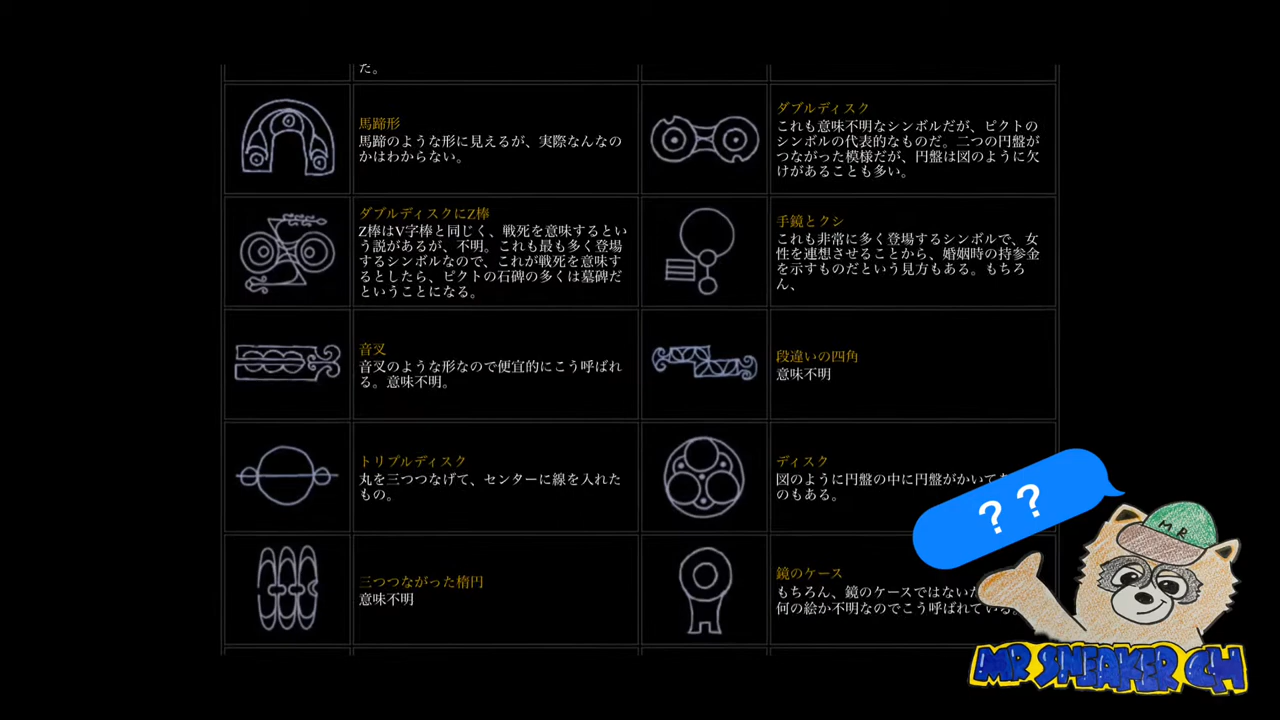 た。
馬蹄形
馬蹄のような形に見えるが、実際なんなの
かはわからない。
ダブルディスク
これも意味不明なシンボルだが、ピクトの
シンボルの代表的なものだ。二つの円盤が
つながった模様だが、円盤は図のように欠
けがあることも多い。
ダブルディスクにZ棒
Z棒はV字棒と同じく、戦死を意味するとい
う説があるが、不明。これも最も多く登場
するシンボルなので、これが戦死を意味す
るとしたら、ピクトの石碑の多くは墓碑だ
ということになる。
手鏡とクシ
これも非常に多く登場するシンボルで、女
性を連想させることから、婚姻時の持参金
を示すものだという見方もある。もちろ
ん、
音叉
音叉のような形なので便宜的にこう呼ばれ
る。意味不明。
段違いの四角
意味不明
トリプルディスク
丸を三つつなげて、センターに線を入れた
もの。
ディスク
図のように円盤の中に円盤がかいて
のもある。
三つつながった楕円
意味不明
鏡のケース
もちろん、鏡のケースではない
何の絵か不明なのでこう呼ばれている。
？？
MR
MR SNEAKER CH